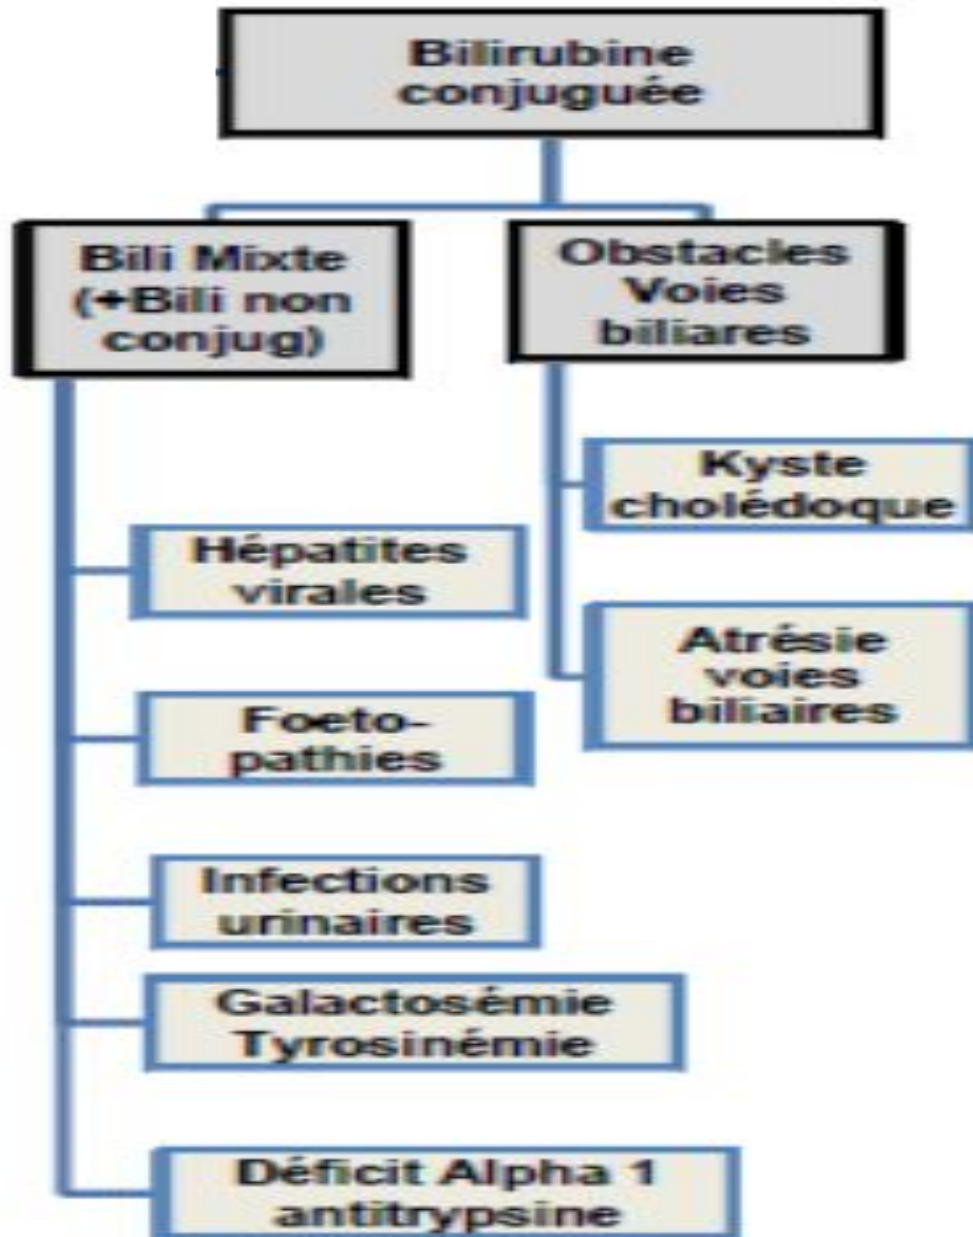 Bilirubine
conjuguée
Bili Mixte
(+Bili non
conjug)
Hépatites
virales
Foeto-
pathies
Infections
urinaires
Galactosémie
Tyrosinémie
Déficit Alpha 1
antitrypsine
Obstacles
Voies
biliares
Kyste
cholédoque
Atrésie
voies
biliaires